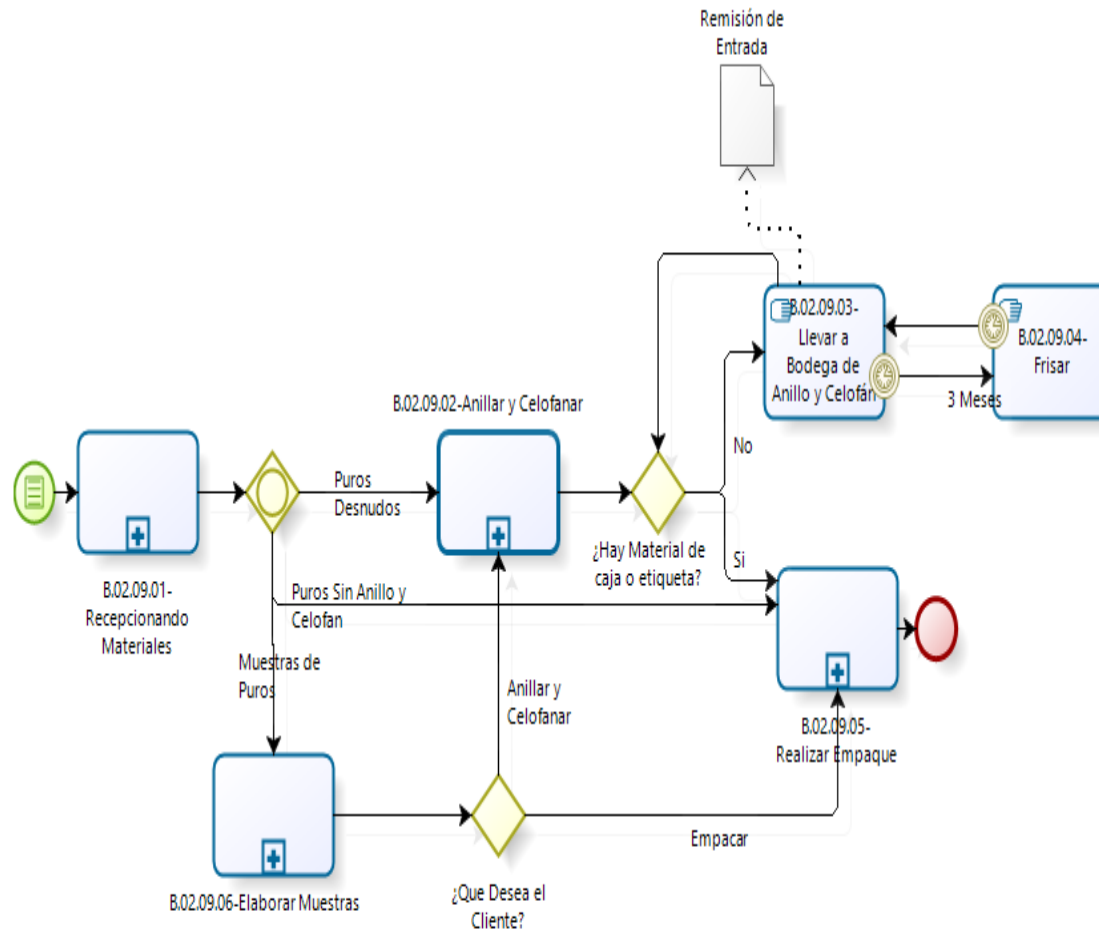 Remisión de
Entrada
B.02.09.03-
Llevar a
Bodega de
Anillo y Celofán
B.02.09.04-
Frisar
3 Meses
B.02.09.02-Anillar y Celofanar
No
Puros
Desnudos
¿Hay Material de
caja o etiqueta?
Si
B.02.09.01-
Recepcionando
Materiales
Puros Sin Anillo y
Celofan
Muestras de
Puros
Anillar y
Celofanar
B.02.09.05-
Realizar Empaque
Empacar
B.02.09.06-Elaborar Muestras
¿Que Desea el
Cliente?